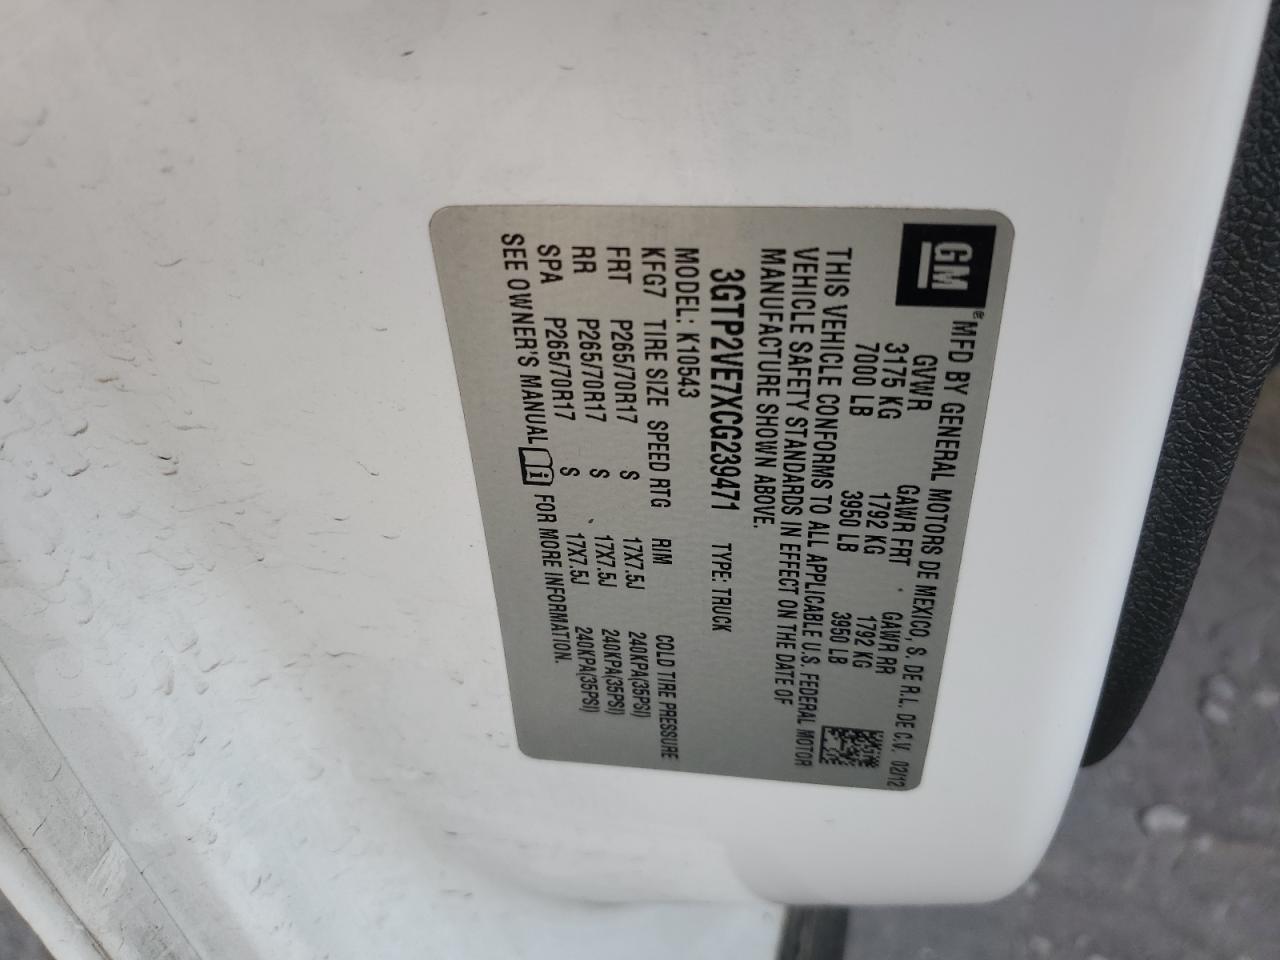 GM
MFD BY GENERAL MOTORS DE MEXICO, S. DE R.L. DE C.V. 02/12
GVWR GAWR FRT GAWR RR
3175 KG 1792 KG 1792 KG
7000 LB 3950 LB 3950 LB
THIS VEHICLE CONFORMS TO ALL APPLICABLE U.S. FEDERAL MOTOR
VEHICLE SAFETY STANDARDS IN EFFECT ON THE DATE OF
MANUFACTURE SHOWN ABOVE.
3GTP2VE7XCG239471 TYPE: TRUCK
MODEL: K10543
KFG7 TIRE SIZE SPEED RTG RIM COLD TIRE PRESSURE
FRT P265/70R17 S 17X7.5J 240KPA(35PSI)
RR P265/70R17 S 17X7.5J 240KPA(35PSI)
SPA P265/70R17 S 17X7.5J 240KPA(35PSI)
SEE OWNER'S MANUAL i FOR MORE INFORMATION.